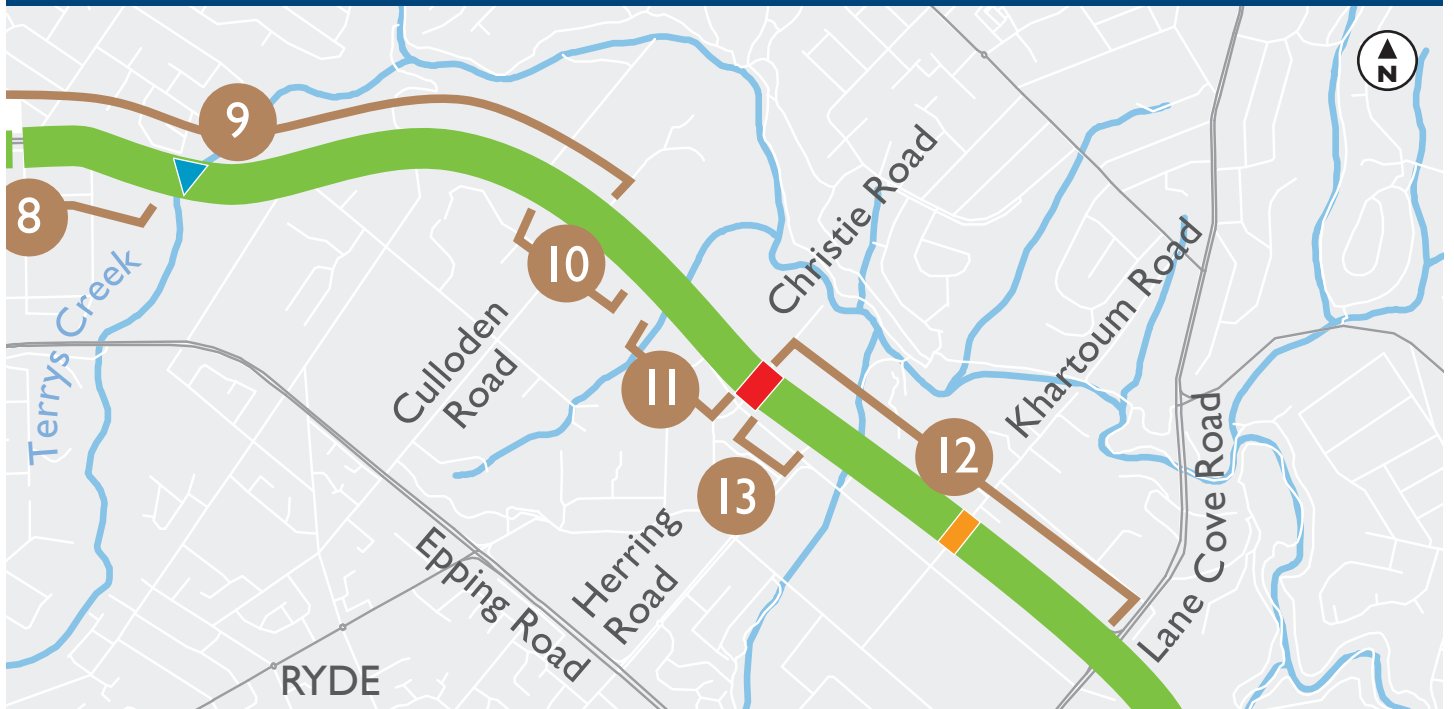 N
9
8
10
11
12
13
Terrys Creek
Culloden
Road
Christie Road
Khartoum Road
Herring
Road
Epping Road
Lane Cove Road
RYDE